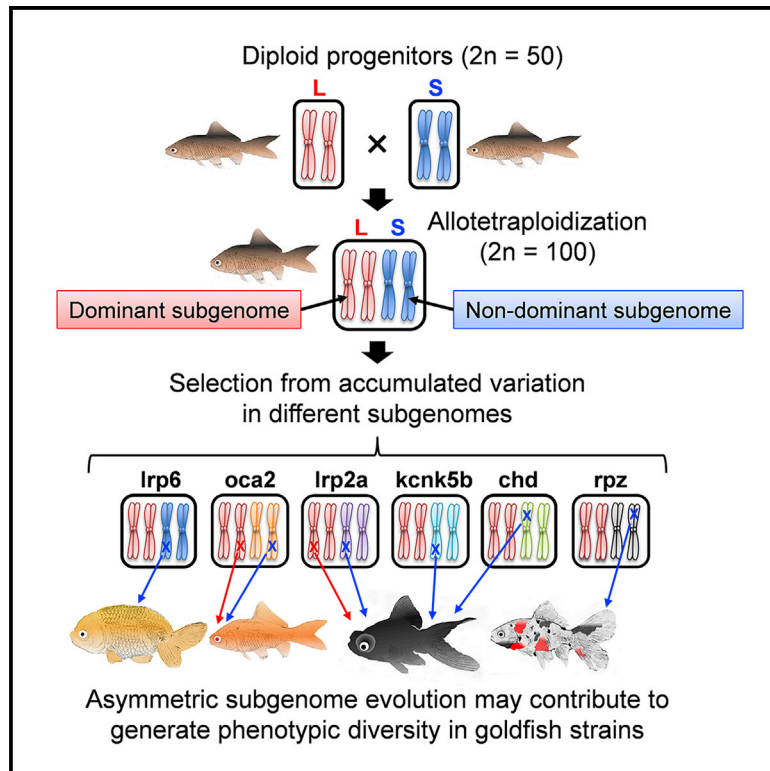 Diploid progenitors (2n = 50)
L
S
×
Allotetraploidization
(2n = 100)
L S
Dominant subgenome
Non-dominant subgenome
Selection from accumulated variation
in different subgenomes
lrp6 oca2 lrp2a kcnk5b chd rpz
X X X X X X X X
Asymmetric subgenome evolution may contribute to
generate phenotypic diversity in goldfish strains